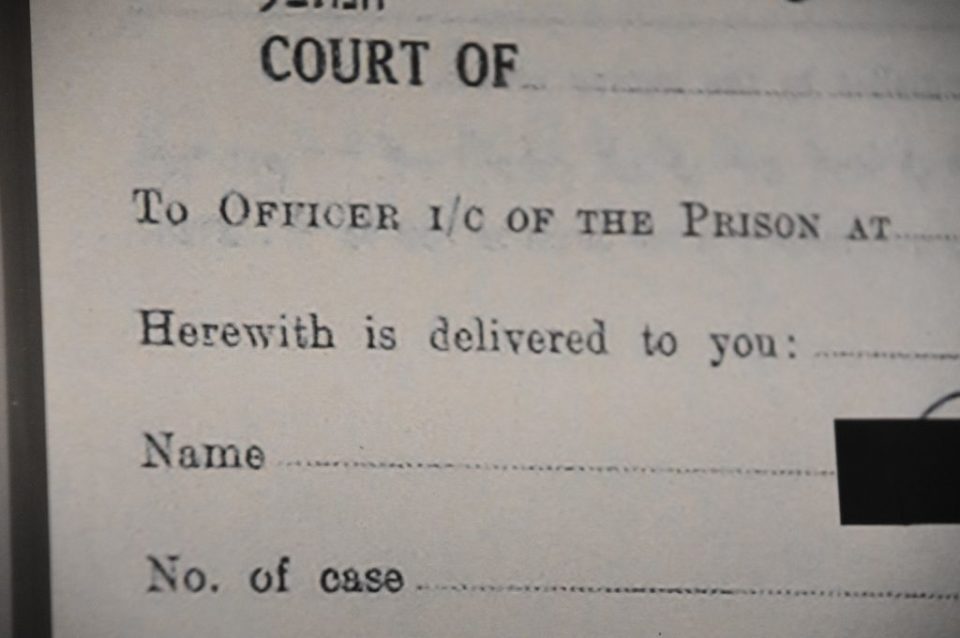 COURT OF
To Officer i/c of the Prison at
Herewith is delivered to you:
Name
No. of case